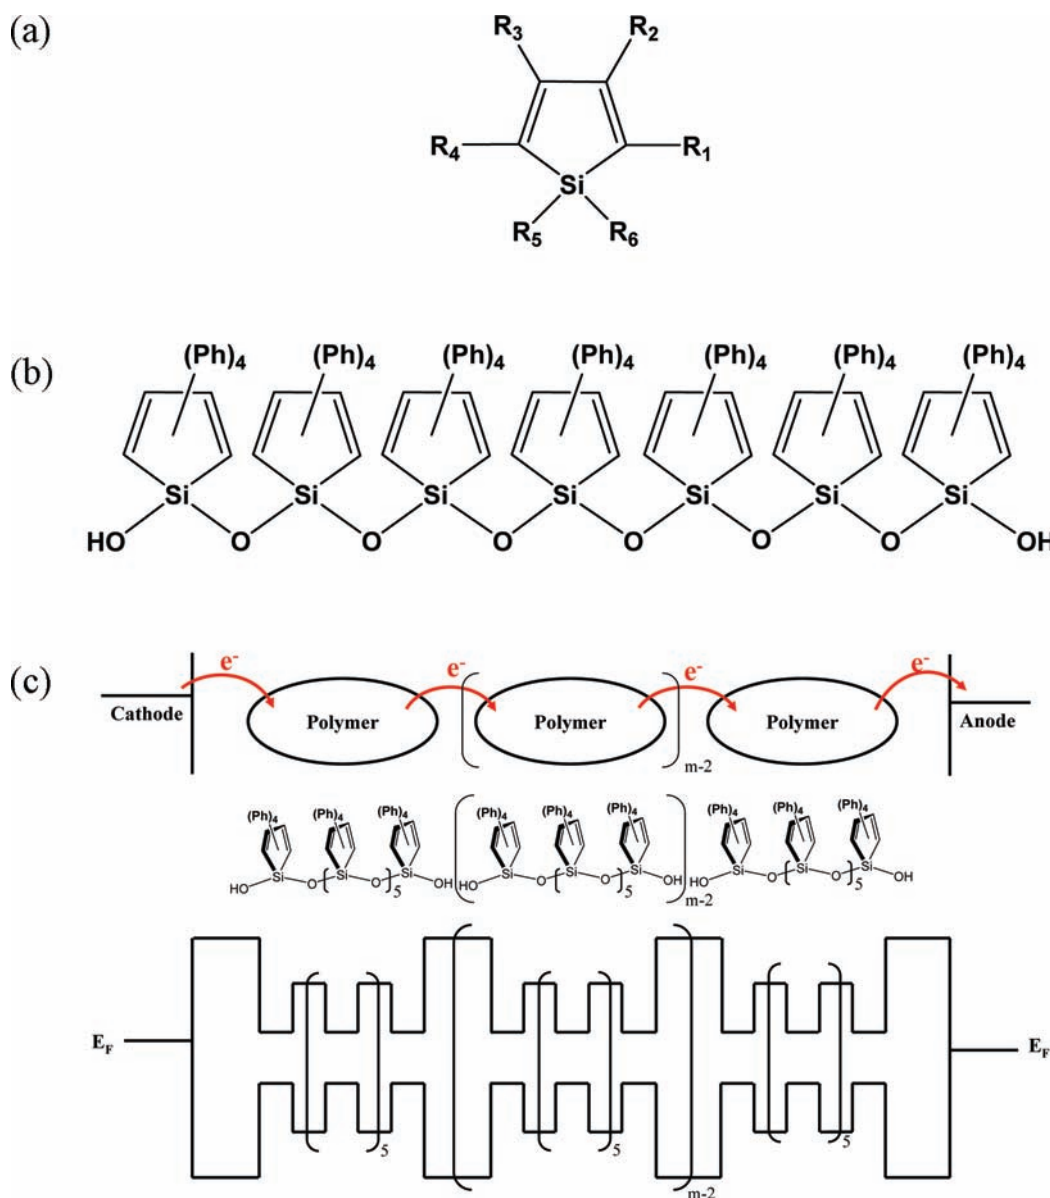 (a)
R3 R2
R4 R1
Si
R5 R6
(b)
(Ph)4 (Ph)4 (Ph)4 (Ph)4 (Ph)4 (Ph)4 (Ph)4
Si Si Si Si Si Si Si
HO O O O O O O OH
(c)
e- e- e- e-
Cathode Polymer Polymer Polymer Anode
m-2
(Ph)4 (Ph)4 (Ph)4 (Ph)4 (Ph)4 (Ph)4 (Ph)4 (Ph)4 (Ph)4
Si Si Si Si Si Si Si Si Si
HO O O 5 OH HO O O 5 OH HO O O 5 OH
m-2
EF EF
5 5 5
m-2